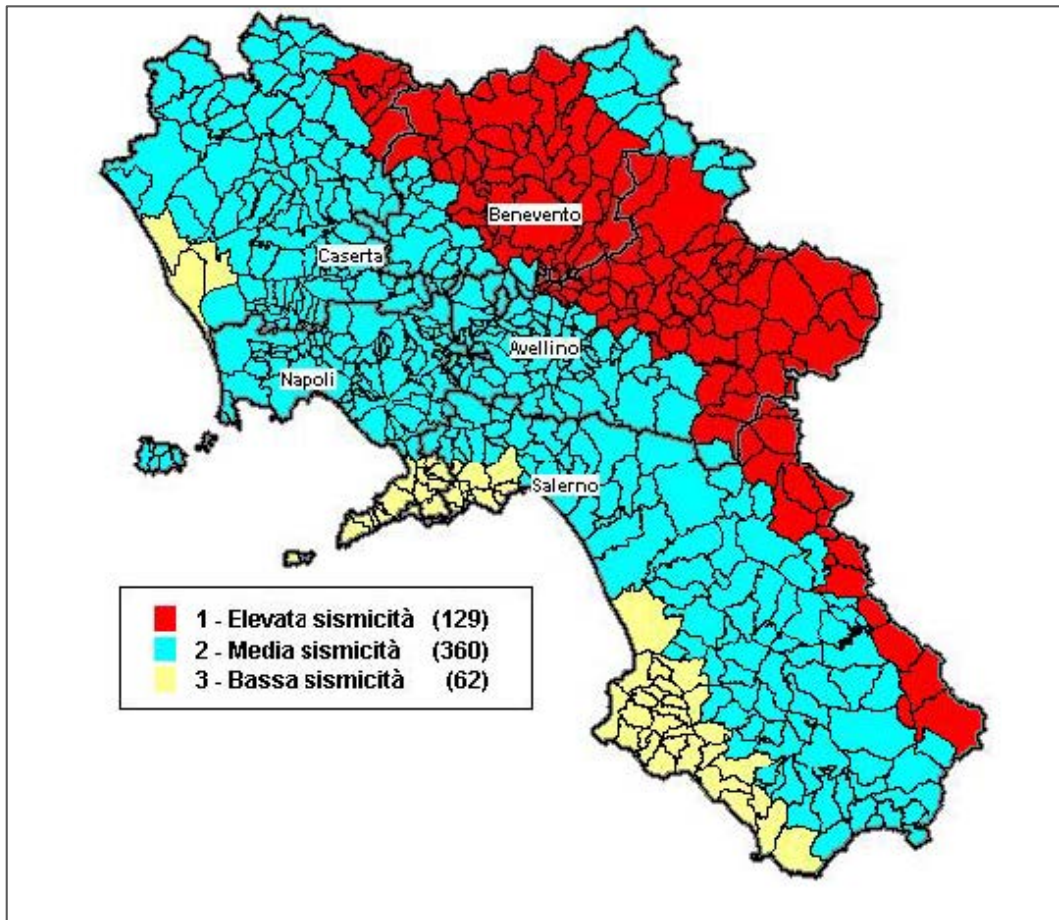 Benevento
Caserta
Avellino
Napoli
Salerno
1 - Elevata sismicità (129)
2 - Media sismicità (360)
3 - Bassa sismicità (62)